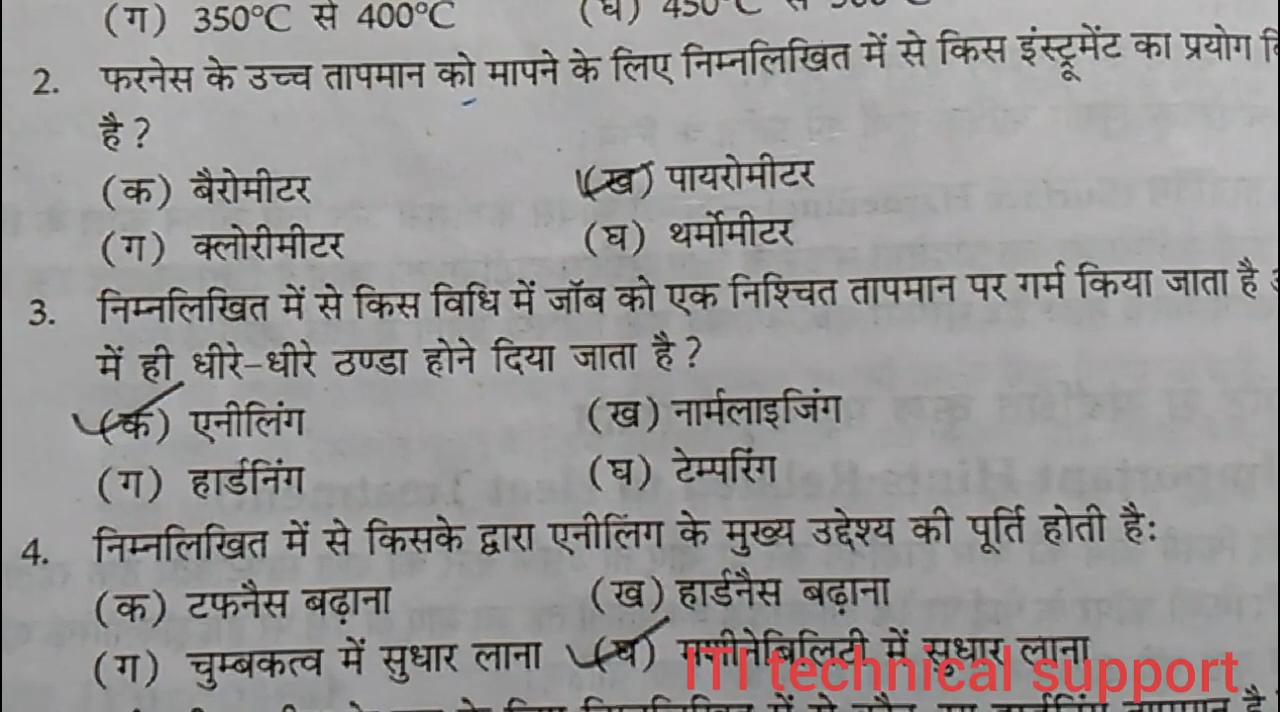 (ग) 350°C से 400°C (घ) 450°C से
2. फरनेस के उच्च तापमान को मापने के लिए निम्नलिखित में से किस इंस्ट्रूमेंट का प्रयोग
है ?
(क) बैरोमीटर (ख) पायरोमीटर
(ग) क्लोरीमीटर (घ) थर्मोमीटर
3. निम्नलिखित में से किस विधि में जॉब को एक निश्चित तापमान पर गर्म किया जाता है
में ही धीरे-धीरे ठण्डा होने दिया जाता है ?
(क) एनीलिंग (ख) नार्मलाइजिंग
(ग) हार्डनिंग (घ) टेम्परिंग
4. निम्नलिखित में से किसके द्वारा एनीलिंग के मुख्य उद्देश्य की पूर्ति होती है:
(क) टफनैस बढ़ाना (ख) हार्डनैस बढ़ाना
(ग) चुम्बकत्व में सुधार लाना (घ) मशीनेबिलिटी में सुधार लाना
ITI technical support